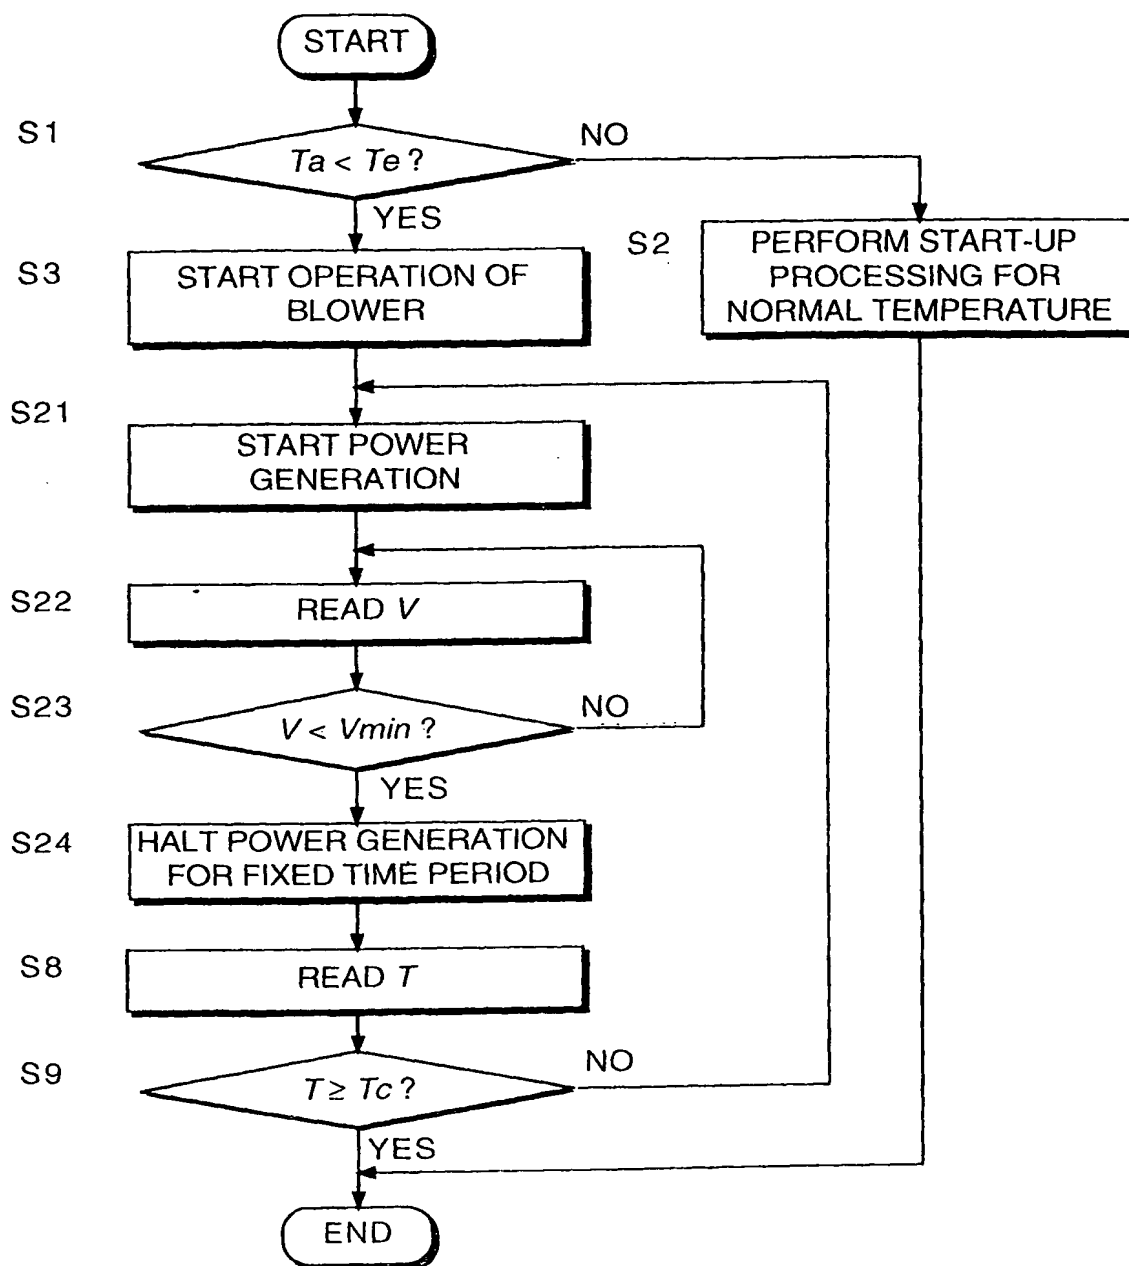 START
S1
Ta < Te ?
NO
YES
S2
PERFORM START-UP
PROCESSING FOR
NORMAL TEMPERATURE
S3
START OPERATION OF
BLOWER
S21
START POWER
GENERATION
S22
READ V
S23
V < Vmin ?
NO
YES
S24
HALT POWER GENERATION
FOR FIXED TIME PERIOD
S8
READ T
S9
T ≥ Tc ?
NO
YES
END